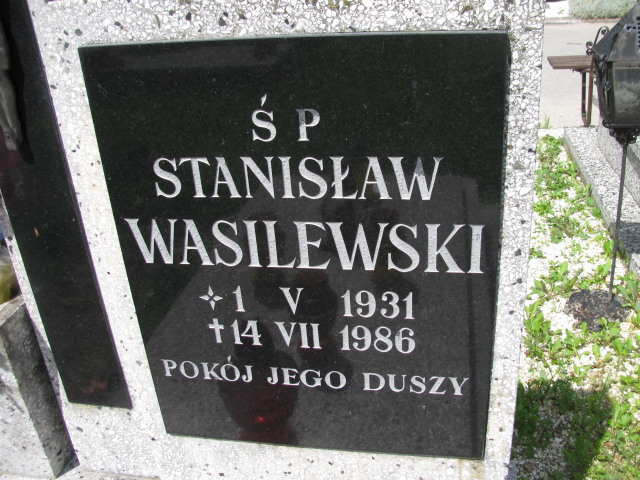 Ś P
STANISŁAW
WASILEWSKI
✧ 1 V 1931
† 14 VII 1986
POKÓJ JEGO DUSZY